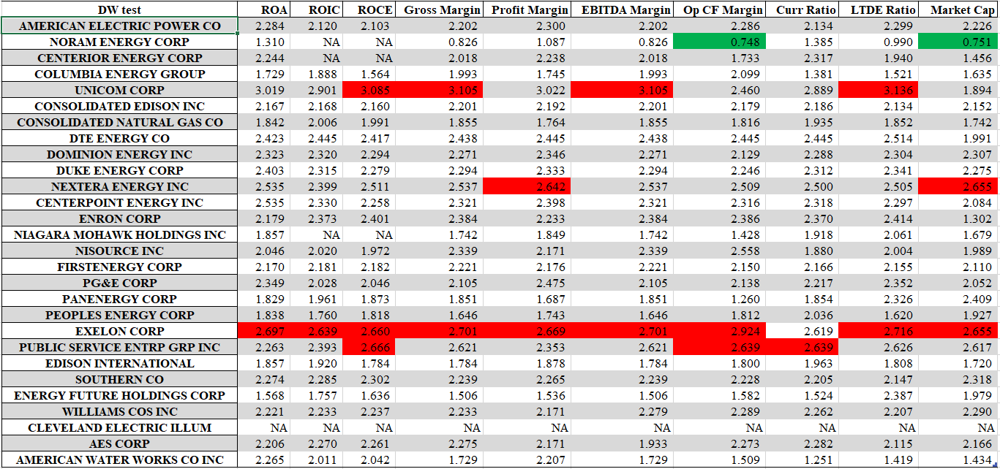 DW test ROA ROIC ROCE Gross Margin Profit Margin EBITDA Margin Op CF Margin Curr Ratio LTDE Ratio Market Cap
AMERICAN ELECTRIC POWER CO 2.284 2.120 2.103 2.202 2.300 2.202 2.286 2.134 2.299 2.226
NORAM ENERGY CORP 1.310 NA NA 0.826 1.087 0.826 0.748 1.385 0.990 0.751
CENTERIOR ENERGY CORP 2.244 NA NA 2.018 2.238 2.018 1.733 2.317 1.940 1.456
COLUMBIA ENERGY GROUP 1.729 1.888 1.564 1.993 1.745 1.993 2.099 1.381 1.521 1.635
UNICOM CORP 3.019 2.901 3.085 3.105 3.022 3.105 2.460 2.889 3.136 1.894
CONSOLIDATED EDISON INC 2.167 2.168 2.160 2.201 2.192 2.201 2.179 2.186 2.134 2.152
CONSOLIDATED NATURAL GAS CO 1.842 2.006 1.991 1.855 1.764 1.855 1.816 1.935 1.852 1.742
DTE ENERGY CO 2.423 2.445 2.417 2.438 2.445 2.438 2.445 2.445 2.514 1.991
DOMINION ENERGY INC 2.323 2.320 2.294 2.271 2.346 2.271 2.129 2.288 2.304 2.307
DUKE ENERGY CORP 2.403 2.315 2.279 2.294 2.333 2.294 2.246 2.312 2.341 2.275
NEXTERA ENERGY INC 2.535 2.399 2.511 2.537 2.642 2.537 2.509 2.500 2.505 2.655
CENTERPOINT ENERGY INC 2.535 2.330 2.258 2.321 2.398 2.321 2.316 2.318 2.297 2.084
ENRON CORP 2.179 2.373 2.401 2.384 2.233 2.384 2.386 2.370 2.414 1.302
NIAGARA MOHAWK HOLDINGS INC 1.857 NA NA 1.742 1.849 1.742 1.428 1.918 2.061 1.679
NISOURCE INC 2.046 2.020 1.972 2.339 2.171 2.339 2.558 1.880 2.004 1.989
FIRSTENERGY CORP 2.170 2.181 2.182 2.221 2.176 2.221 2.150 2.166 2.155 2.110
PG&E CORP 2.349 2.028 2.046 2.105 2.475 2.105 2.138 2.217 2.352 2.052
PANENERGY CORP 1.829 1.961 1.873 1.851 1.687 1.851 1.260 1.854 2.326 2.409
PEOPLES ENERGY CORP 1.838 1.760 1.818 1.646 1.743 1.646 1.812 2.036 1.620 1.927
EXELON CORP 2.697 2.639 2.660 2.701 2.669 2.701 2.924 2.619 2.716 2.655
PUBLIC SERVICE ENTRP GRP INC 2.263 2.393 2.666 2.621 2.353 2.621 2.639 2.639 2.626 2.617
EDISON INTERNATIONAL 1.857 1.920 1.784 1.784 1.878 1.784 1.800 1.963 1.808 1.720
SOUTHERN CO 2.274 2.285 2.302 2.239 2.265 2.239 2.228 2.205 2.147 2.318
ENERGY FUTURE HOLDINGS CORP 1.568 1.757 1.636 1.506 1.536 1.506 1.582 1.524 2.387 1.979
WILLIAMS COS INC 2.221 2.233 2.237 2.233 2.171 2.279 2.289 2.262 2.207 2.290
CLEVELAND ELECTRIC ILLUM NA NA NA NA NA NA NA NA NA NA
AES CORP 2.206 2.270 2.261 2.275 2.171 1.933 2.273 2.282 2.115 2.166
AMERICAN WATER WORKS CO INC 2.265 2.011 2.042 1.729 2.207 1.729 1.509 1.251 1.419 1.434